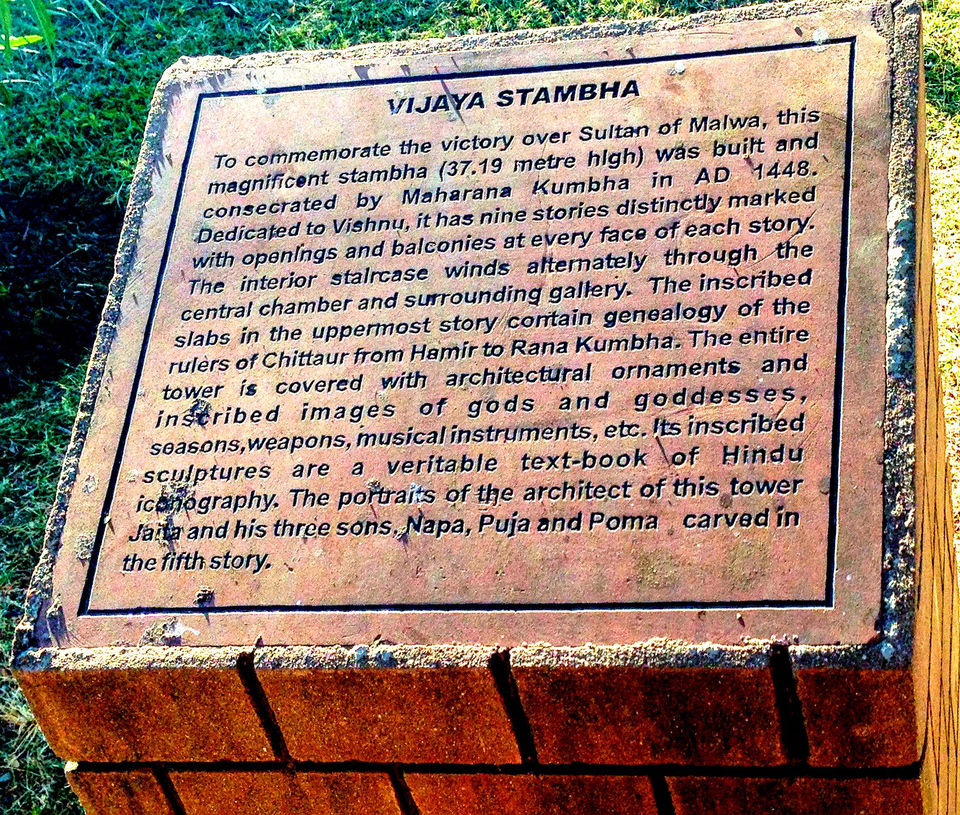 VIJAYA STAMBHA
To commemorate the victory over Sultan of Malwa, this
magnificent stambha (37.19 metre high) was built and
consecrated by Maharana Kumbha in AD 1448.
Dedicated to Vishnu, it has nine stories distinctly marked
with openings and balconies at every face of each story.
The interior staircase winds alternately through the
central chamber and surrounding gallery. The inscribed
slabs in the uppermost story contain genealogy of the
rulers of Chittaur from Hamir to Rana Kumbha. The entire
tower is covered with architectural ornaments and
inscribed images of gods and goddesses,
seasons,weapons, musical instruments, etc. Its inscribed
sculptures are a veritable text-book of Hindu
iconography. The portraits of the architect of this tower
Jaita and his three sons, Napa, Puja and Poma carved in
the fifth story.